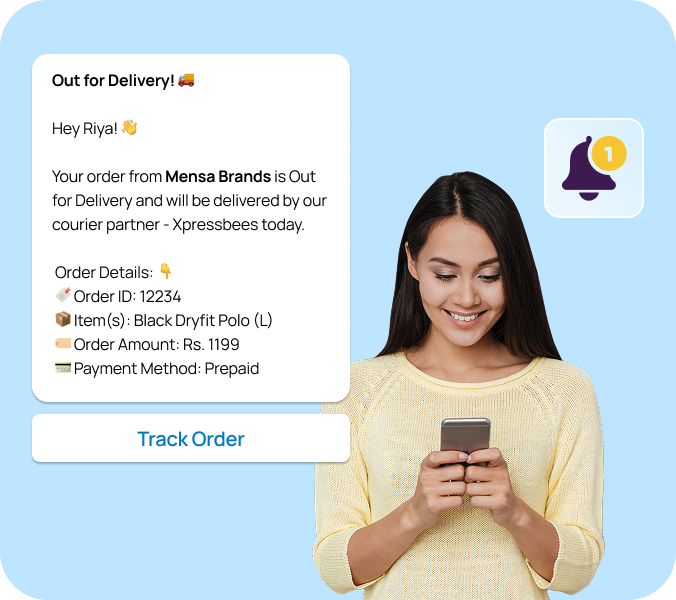 Out for Delivery! 🚚
Hey Riya! 👋
Your order from Mensa Brands is Out
for Delivery and will be delivered by our
courier partner - Xpressbees today.
Order Details: 👇
Order ID: 12234
📦Item(s): Black Dryfit Polo (L)
Order Amount: Rs. 1199
💳Payment Method: Prepaid
Track Order
1